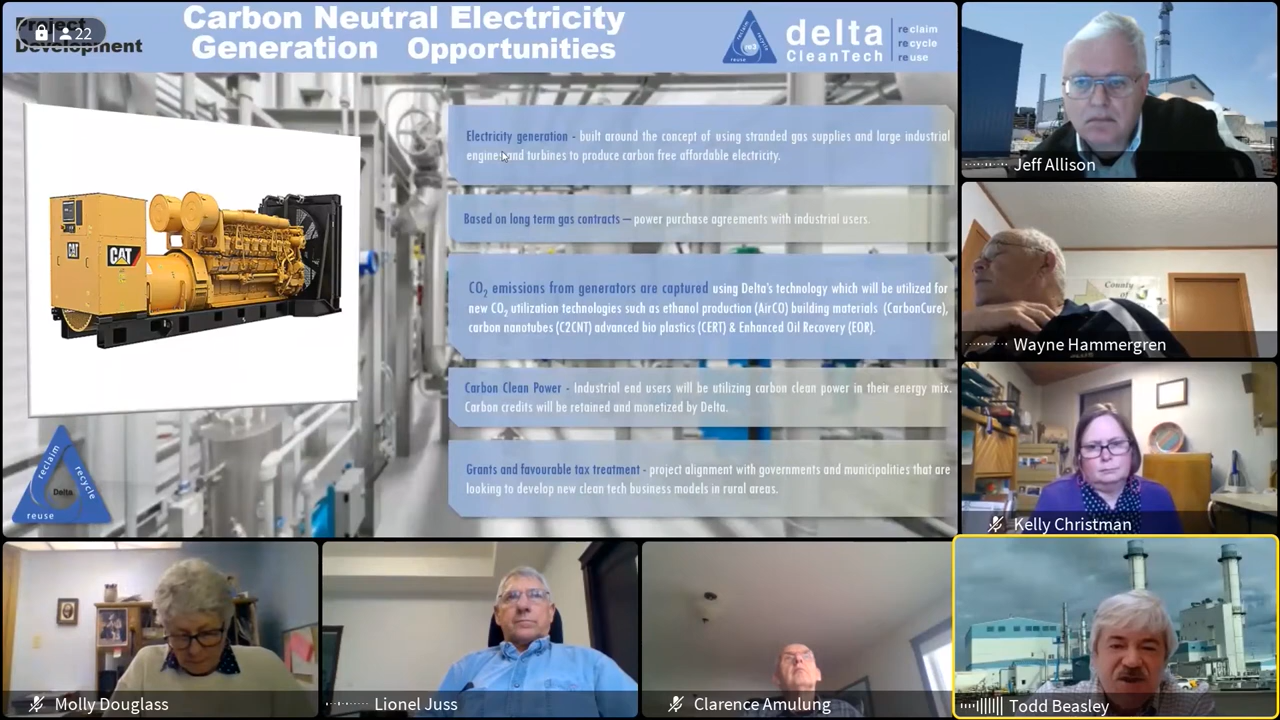 Project
Development
22
Carbon Neutral Electricity
Generation Opportunities
re3
recycle
reuse
delta
CleanTech
reclaim
recycle
reuse
CAT
CAT
Electricity generation - built around the concept of using stranded gas supplies and large industrial
engines and turbines to produce carbon free affordable electricity.
Based on long term gas contracts – power purchase agreements with industrial users.
CO₂ emissions from generators are captured using Delta's technology which will be utilized for
new CO₂ utilization technologies such as ethanol production (AirCO) building materials (CarbonCure),
carbon nanotubes (C2CNT) advanced bio plastics (CERT) & Enhanced Oil Recovery (EOR).
Carbon Clean Power - Industrial end users will be utilizing carbon clean power in their energy mix.
Carbon credits will be retained and monetized by Delta.
Grants and favourable tax treatment - project alignment with governments and municipalities that are
looking to develop new clean tech business models in rural areas.
reclaim
recycle
Delta
reuse
Jeff Allison
County
of
Wayne Hammergren
Kelly Christman
Molly Douglass
Lionel Juss
Clarence Amulung
Todd Beasley